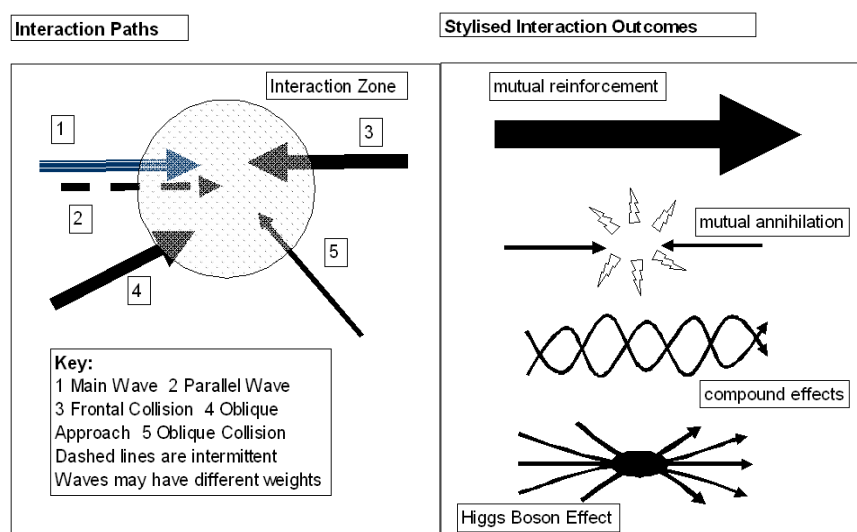 Interaction Paths
Stylised Interaction Outcomes
Interaction Zone
1
3
2
4
5
Key:
1 Main Wave 2 Parallel Wave
3 Frontal Collision 4 Oblique
Approach 5 Oblique Collision
Dashed lines are intermittent
Waves may have different weights
mutual reinforcement
mutual annihilation
compound effects
Higgs Boson Effect